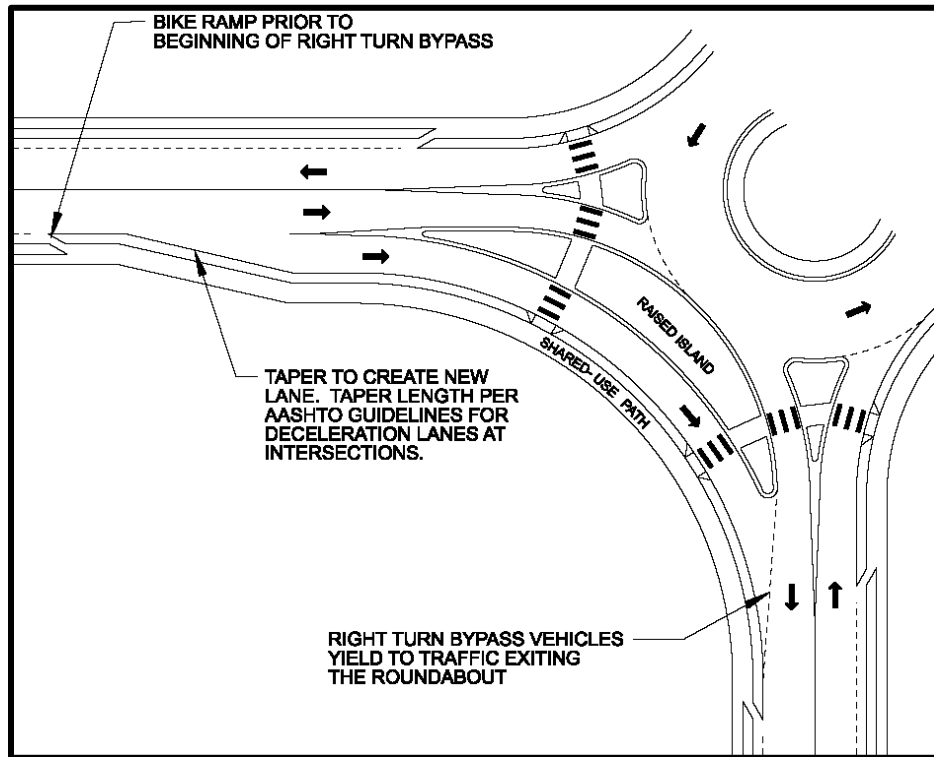 BIKE RAMP PRIOR TO
BEGINNING OF RIGHT TURN BYPASS
RAISED ISLAND
SHARED-USE PATH
TAPER TO CREATE NEW
LANE. TAPER LENGTH PER
AASHTO GUIDELINES FOR
DECELERATION LANES AT
INTERSECTIONS.
RIGHT TURN BYPASS VEHICLES
YIELD TO TRAFFIC EXITING
THE ROUNDABOUT